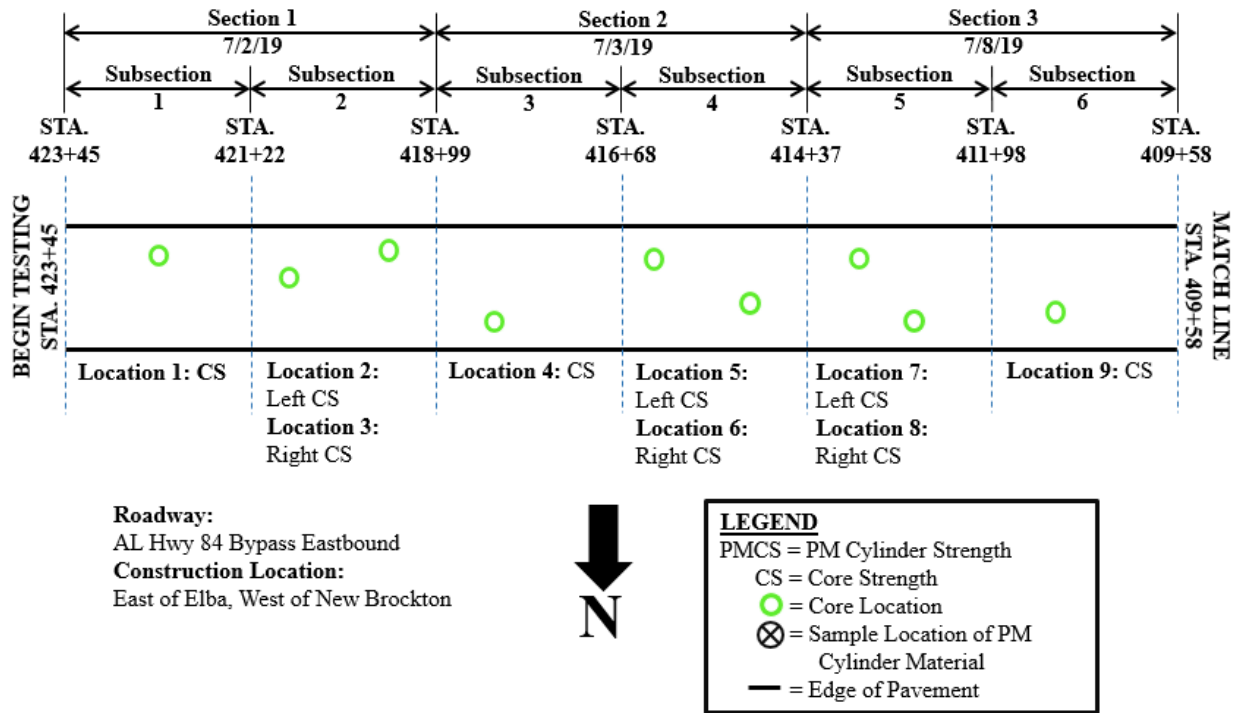 Section 1
Section 2
Section 3
7/2/19
7/3/19
7/8/19
Subsection
1
Subsection
2
Subsection
3
Subsection
4
Subsection
5
Subsection
6
STA.
423+45
STA.
421+22
STA.
418+99
STA.
416+68
STA.
414+37
STA.
411+98
STA.
409+58
BEGIN TESTING
STA. 423+45
MATCH LINE
STA. 409+58
Location 1: CS
Location 2:
Left CS
Location 3:
Right CS
Location 4: CS
Location 5:
Left CS
Location 6:
Right CS
Location 7:
Left CS
Location 8:
Right CS
Location 9: CS
Roadway:
AL Hwy 84 Bypass Eastbound
Construction Location:
East of Elba, West of New Brockton
N
LEGEND
PMCS = PM Cylinder Strength
CS = Core Strength
= Core Location
= Sample Location of PM
Cylinder Material
= Edge of Pavement